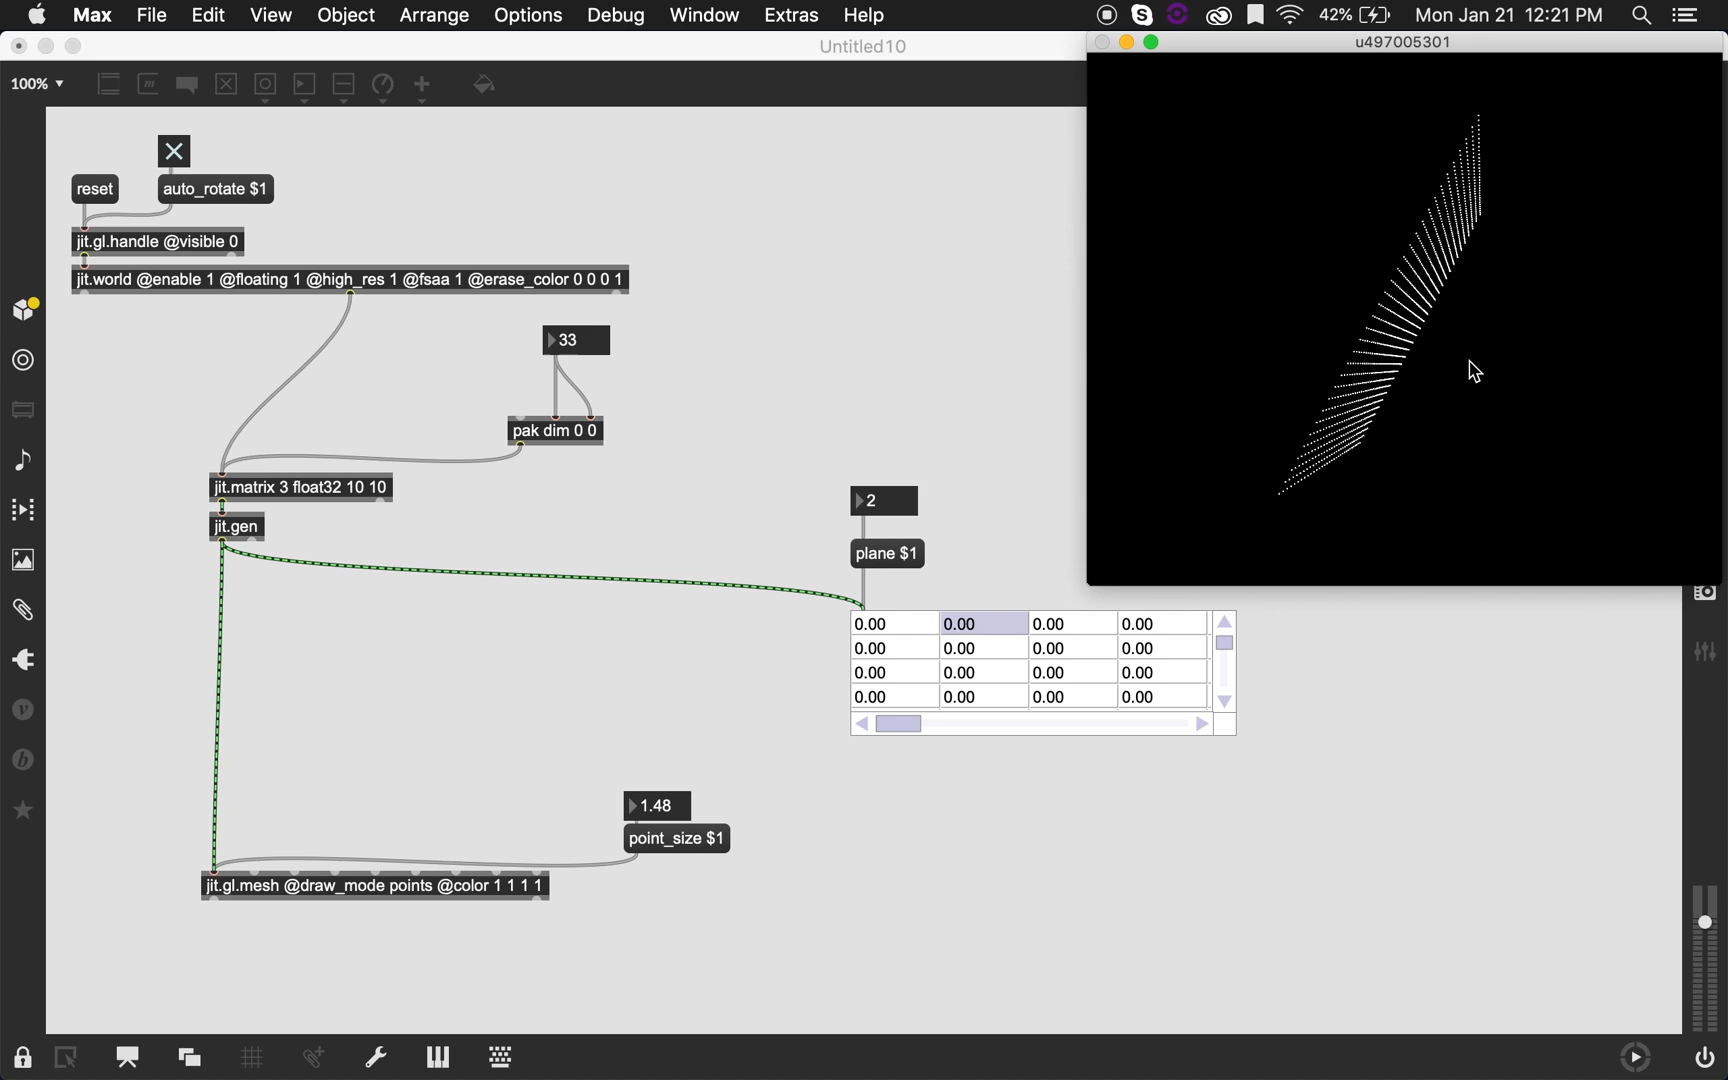 Max File Edit View Object Arrange Options Debug Window Extras Help
42% Mon Jan 21 12:21 PM
Untitled10
u497005301
100%
reset
auto_rotate $1
jit.gl.handle @visible 0
jit.world @enable 1 @floating 1 @high_res 1 @fsaa 1 @erase_color 0 0 0 1
33
pak dim 0 0
jit.matrix 3 float32 10 10
jit.gen
2
plane $1
0.00 0.00 0.00 0.00
0.00 0.00 0.00 0.00
0.00 0.00 0.00 0.00
0.00 0.00 0.00 0.00
1.48
point_size $1
jit.gl.mesh @draw_mode points @color 1 1 1 1